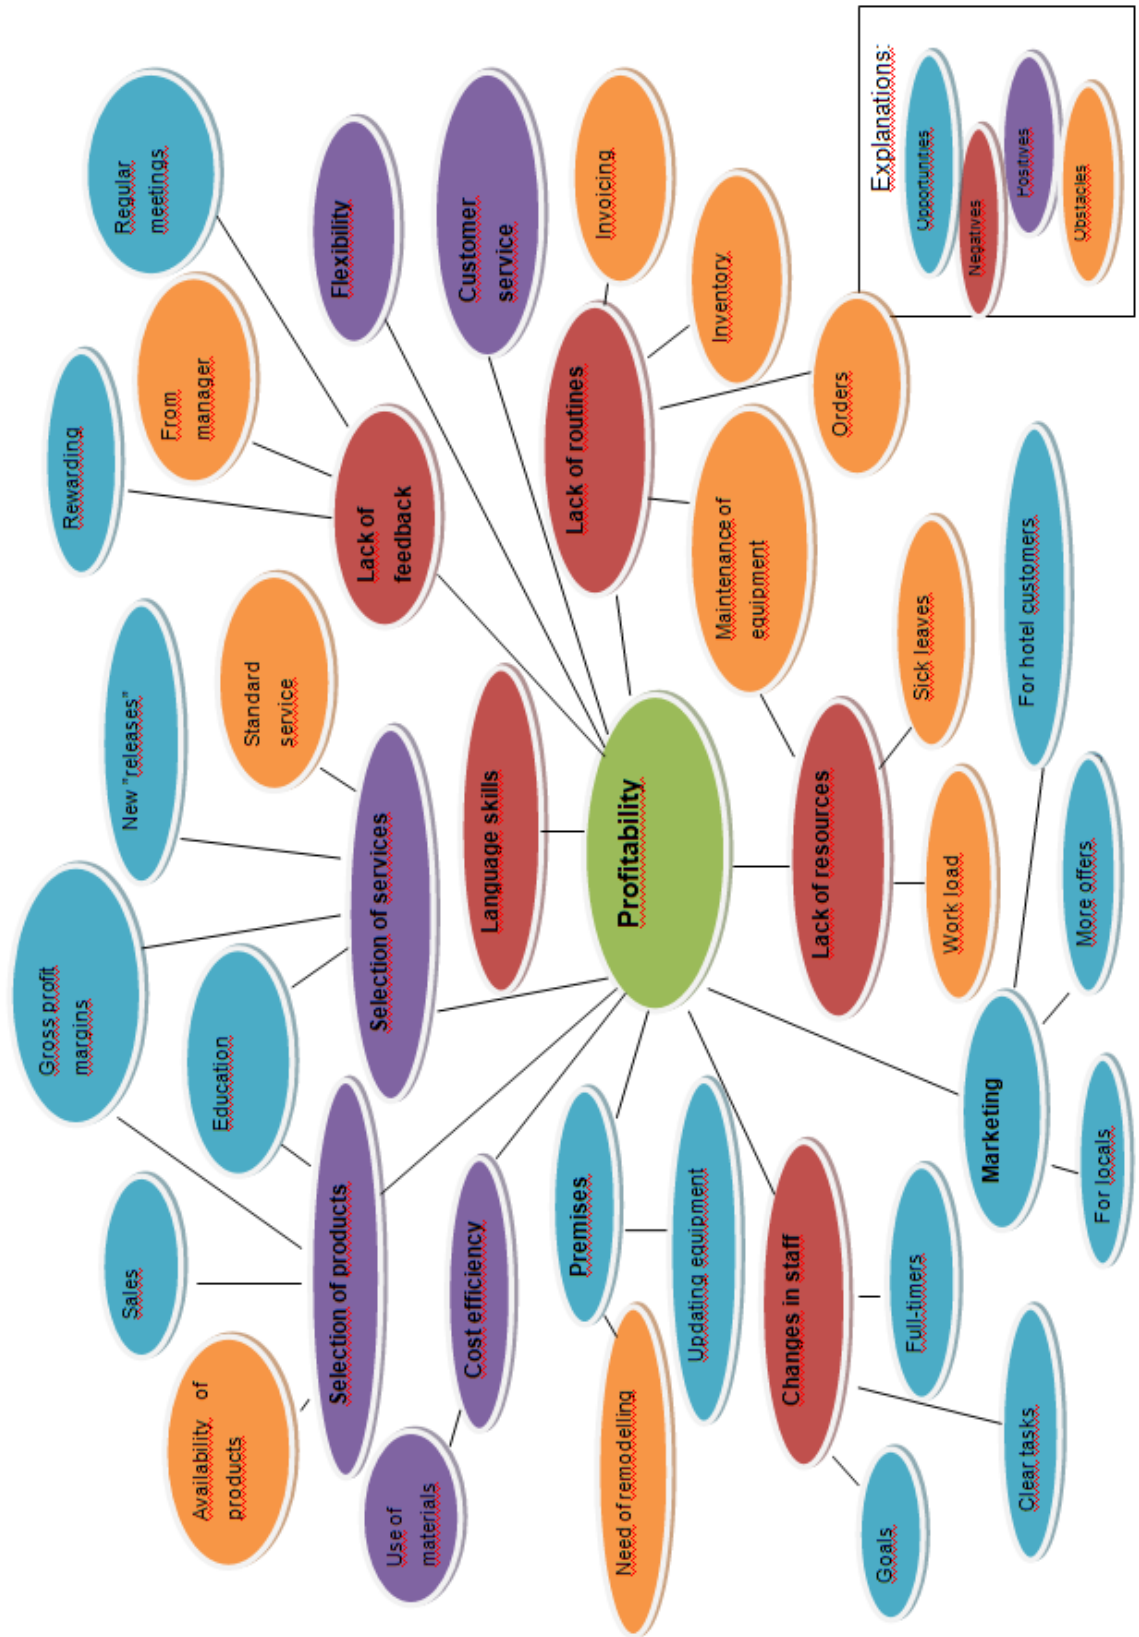 Gross profit
margins
Sales
Availability of
products
Education
New "releases"
Standard
service
Rewarding
From
manager
Regular
meetings
Selection of products
Selection of services
Lack of
feedback
Flexibility
Customer
service
Use of
materials
Cost efficiency
Language skills
Lack of routines
Invoicing
Inventory
Orders
Maintenance of
equipment
Profitability
Premises
Need of remodelling
Updating equipment
Changes in staff
Goals
Clear tasks
Full-timers
Marketing
For locals
More offers
For hotel customers
Lack of resources
Work load
Sick leaves
Explanations:
Opportunities
Negatives
Positives
Obstacles